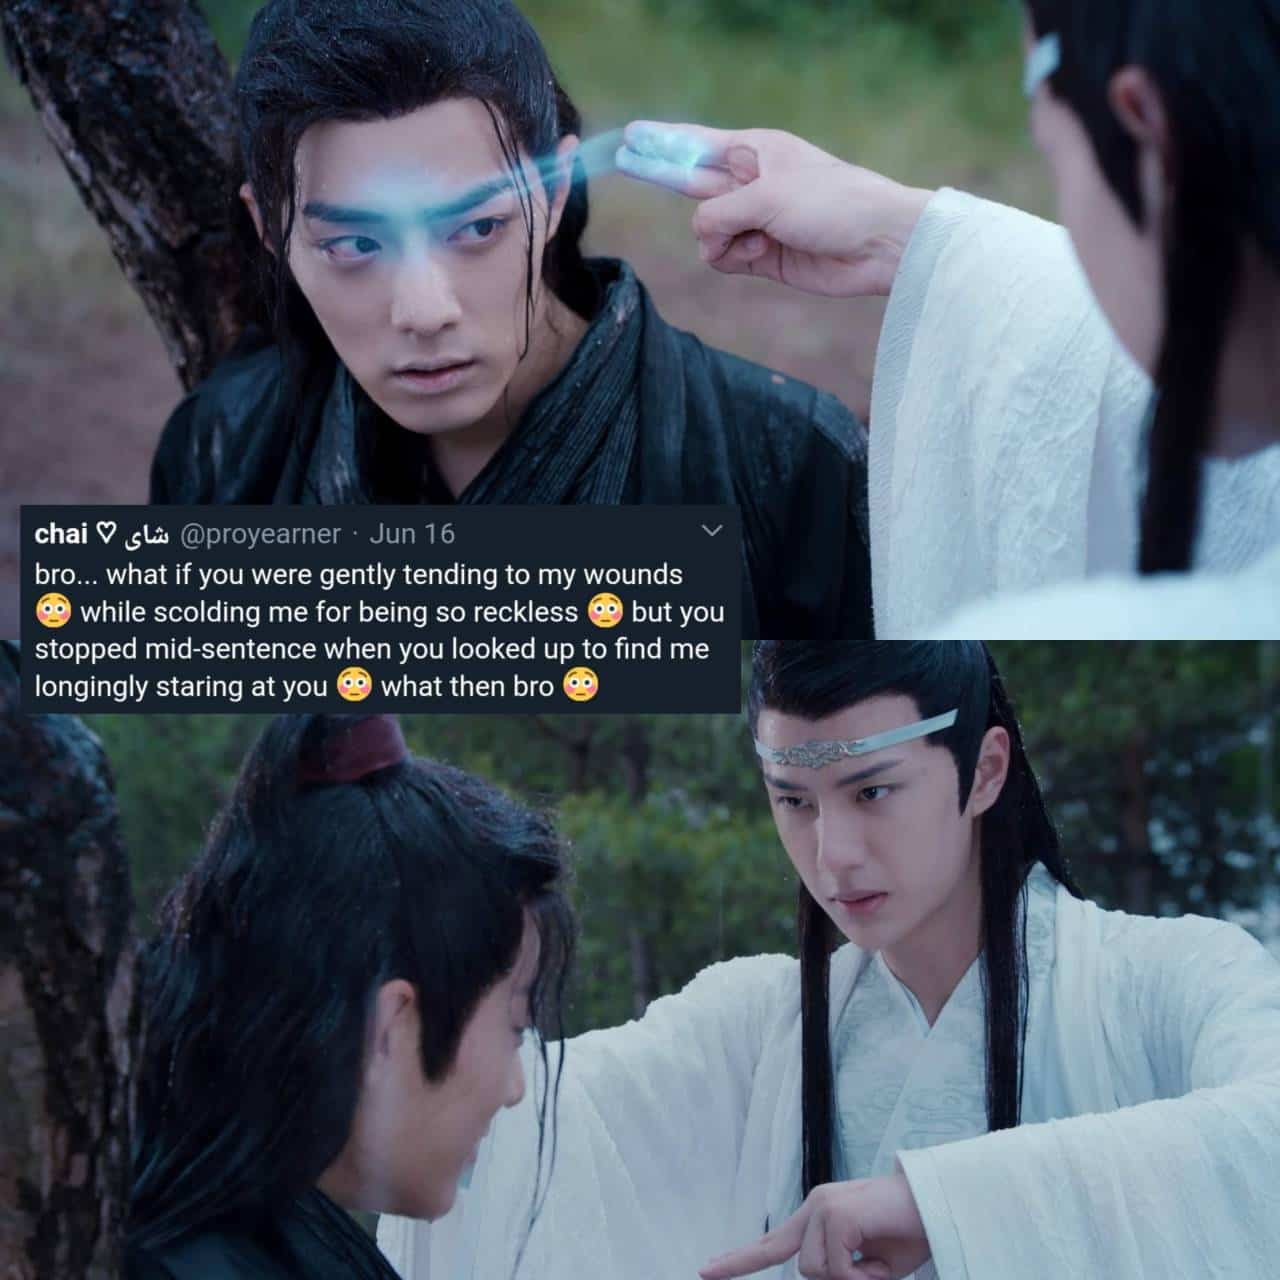 chai ♡ شاي @proyearner · Jun 16
bro... what if you were gently tending to my wounds
😳 while scolding me for being so reckless 😳 but you
stopped mid-sentence when you looked up to find me
longingly staring at you 😳 what then bro 😳